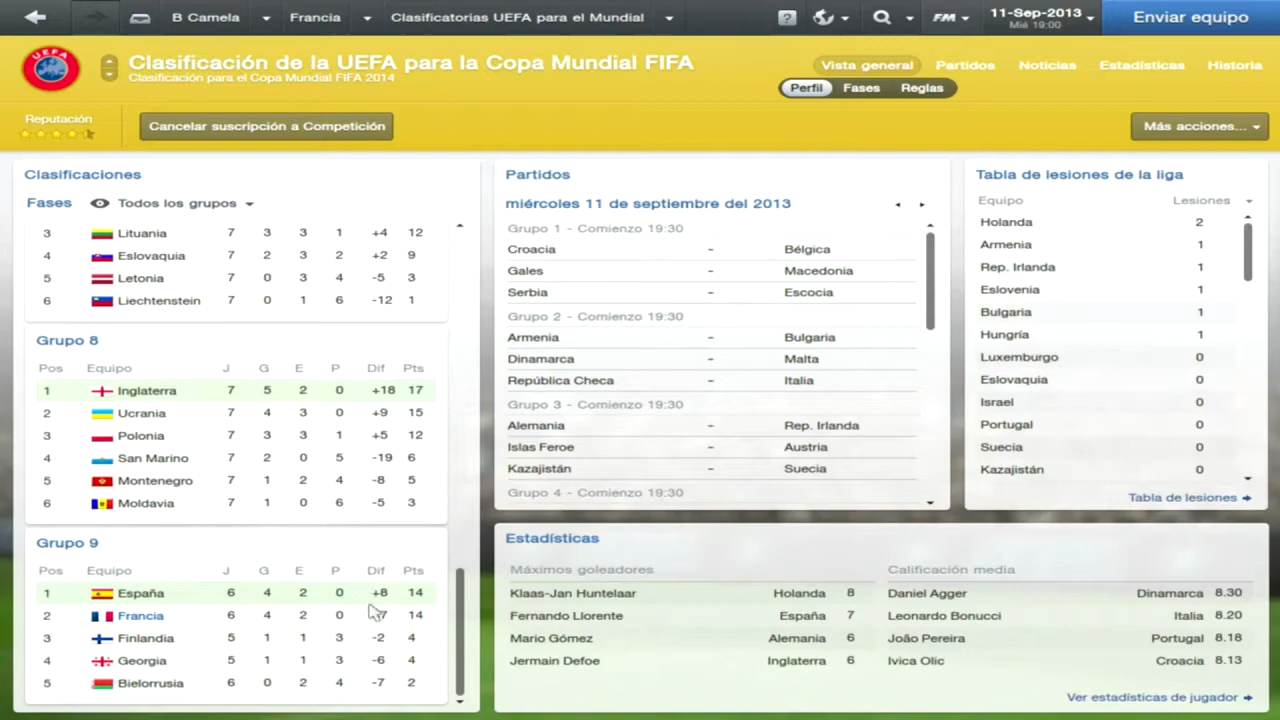 B Camela Francia Clasificatorias UEFA para el Mundial ? FM 11-Sep-2013 Enviar equipo
Mié 19:00
UEFA
Clasificación de la UEFA para la Copa Mundial FIFA
Clasificación para el Copa Mundial FIFA 2014
Vista general Partidos Noticias Estadísticas Historia
Perfil Fases Reglas
Reputación
Cancelar suscripción a Competición
Más acciones...
Clasificaciones
Fases Todos los grupos
3 Lituania 7 3 3 1 +4 12
4 Eslovaquia 7 2 3 2 +2 9
5 Letonia 7 0 3 4 -5 3
6 Liechtenstein 7 0 1 6 -12 1
Grupo 8
Pos Equipo J G E P Dif Pts
1 Inglaterra 7 5 2 0 +18 17
2 Ucrania 7 4 3 0 +9 15
3 Polonia 7 3 3 1 +5 12
4 San Marino 7 2 0 5 -19 6
5 Montenegro 7 1 2 4 -8 5
6 Moldavia 7 1 0 6 -5 3
Grupo 9
Pos Equipo J G E P Dif Pts
1 España 6 4 2 0 +8 14
2 Francia 6 4 2 0 14
3 Finlandia 5 1 1 3 -2 4
4 Georgia 5 1 1 3 -6 4
5 Bielorrusia 6 0 2 4 -7 2
Partidos
miércoles 11 de septiembre del 2013
Grupo 1 - Comienzo 19:30
Croacia - Bélgica
Gales - Macedonia
Serbia - Escocia
Grupo 2 - Comienzo 19:30
Armenia - Bulgaria
Dinamarca - Malta
República Checa - Italia
Grupo 3 - Comienzo 19:30
Alemania - Rep. Irlanda
Islas Feroe - Austria
Kazajistán - Suecia
Grupo 4 - Comienzo 19:30
Tabla de lesiones de la liga
Equipo Lesiones
Holanda 2
Armenia 1
Rep. Irlanda 1
Eslovenia 1
Bulgaria 1
Hungría 1
Luxemburgo 0
Eslovaquia 0
Israel 0
Portugal 0
Suecia 0
Kazajistán 0
Tabla de lesiones
Estadísticas
Máximos goleadores
Klaas-Jan Huntelaar Holanda 8
Fernando Llorente España 7
Mario Gómez Alemania 6
Jermain Defoe Inglaterra 6
Calificación media
Daniel Agger Dinamarca 8.30
Leonardo Bonucci Italia 8.20
João Pereira Portugal 8.18
Ivica Olic Croacia 8.13
Ver estadísticas de jugador